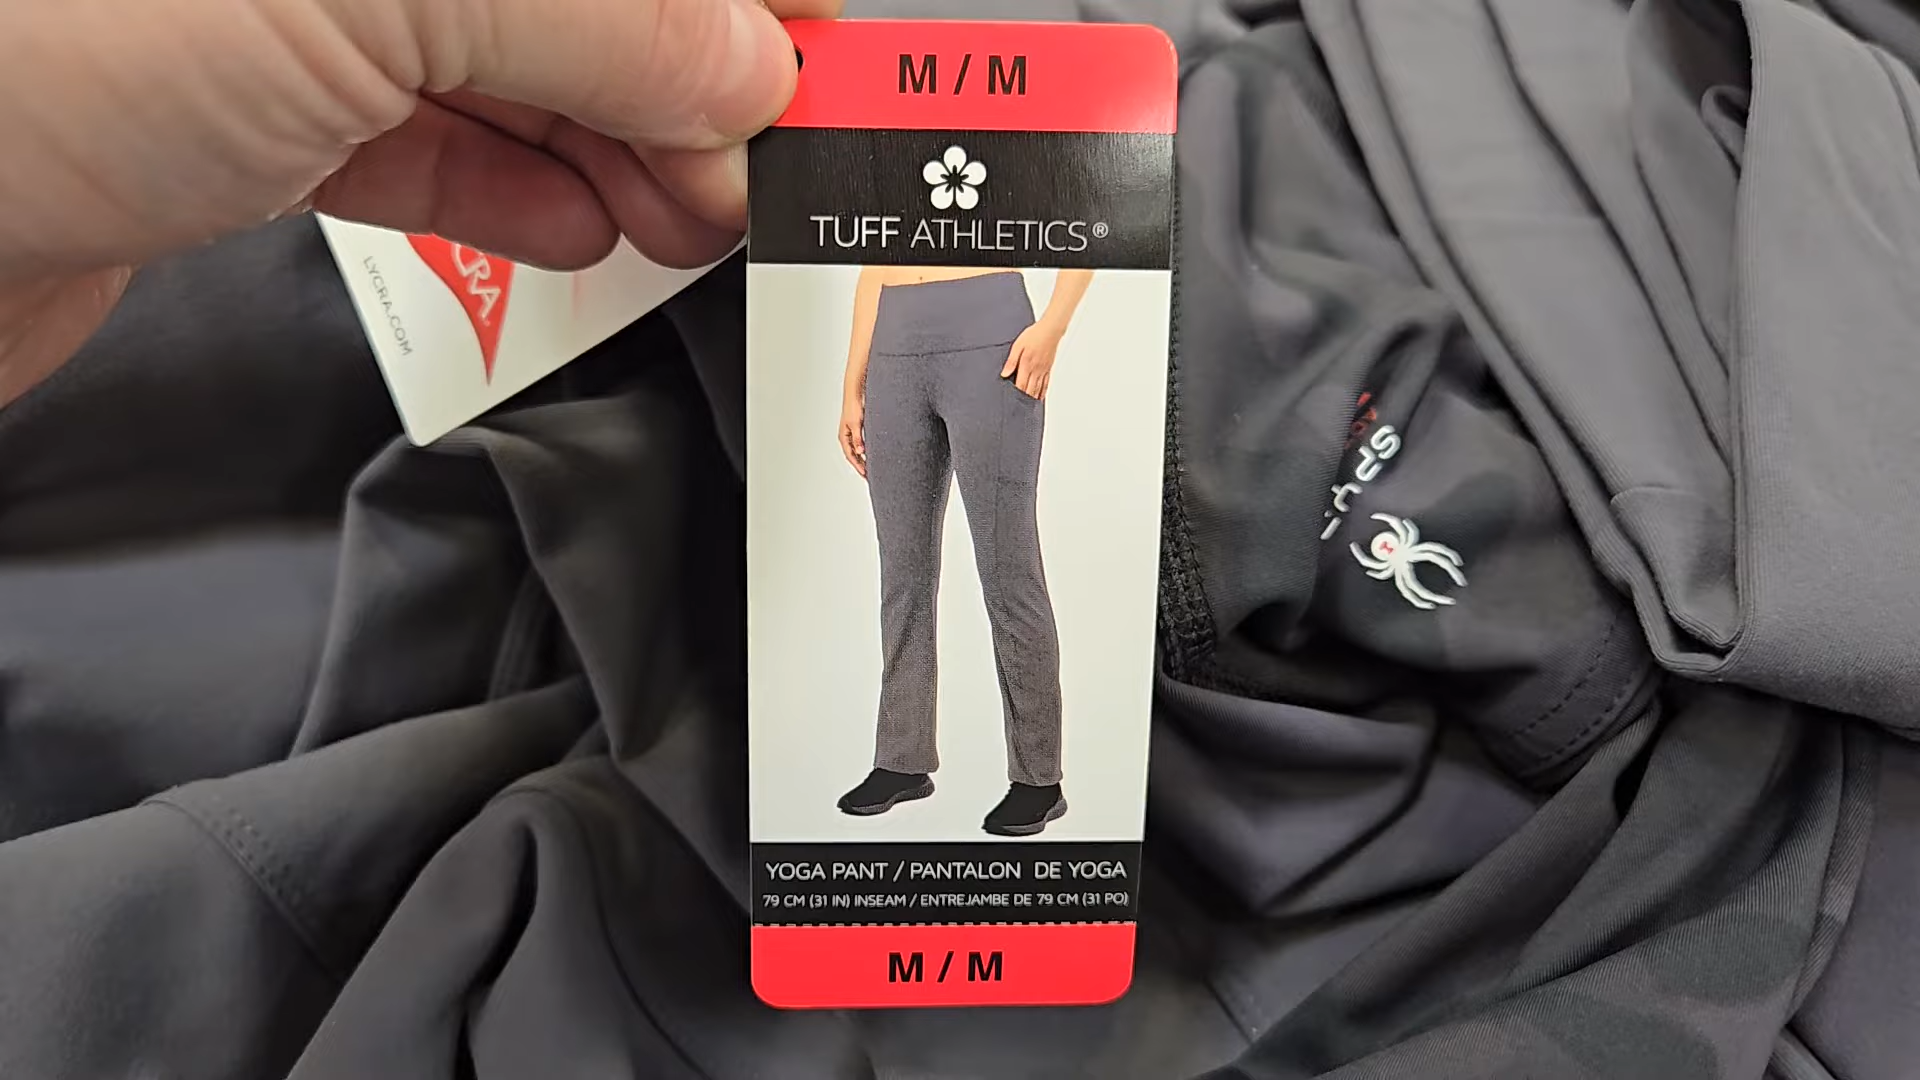 M / M
TUFF ATHLETICS®
YOGA PANT / PANTALON DE YOGA
79 CM (31 IN) INSEAM / ENTREJAMBE DE 79 CM (31 PO)
M / M
LYCRA.COM